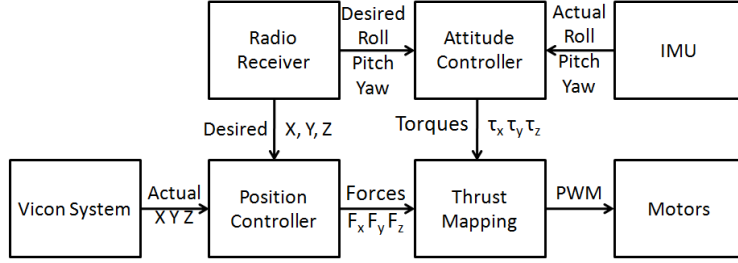 Radio
Receiver
Desired
Roll
Pitch
Yaw
Attitude
Controller
Actual
Roll
Pitch
Yaw
IMU
Desired X, Y, Z
Torques τx τy τz
Vicon System
Actual
X Y Z
Position
Controller
Forces
Fx Fy Fz
Thrust
Mapping
PWM
Motors